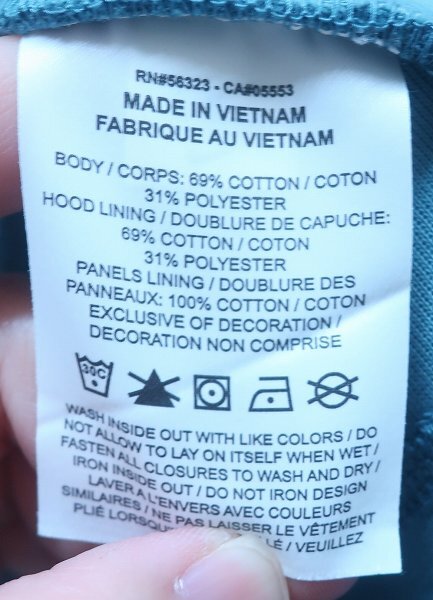 RN#56323 - CA#05553
MADE IN VIETNAM
FABRIQUE AU VIETNAM
BODY / CORPS: 69% COTTON / COTON
31% POLYESTER
HOOD LINING / DOUBLURE DE CAPUCHE:
69% COTTON / COTON
31% POLYESTER
PANELS LINING / DOUBLURE DES
PANNEAUX: 100% COTTON / COTON
EXCLUSIVE OF DECORATION /
DECORATION NON COMPRISE
30C
WASH INSIDE OUT WITH LIKE COLORS / DO
NOT ALLOW TO LAY ON ITSELF WHEN WET /
FASTEN ALL CLOSURES TO WASH AND DRY /
IRON INSIDE OUT / DO NOT IRON DESIGN
LAVER A L'ENVERS AVEC COULEURS
SIMILAIRES / NE PAS LAISSER LE VÊTEMENT
PLIÉ / VEUILLEZ